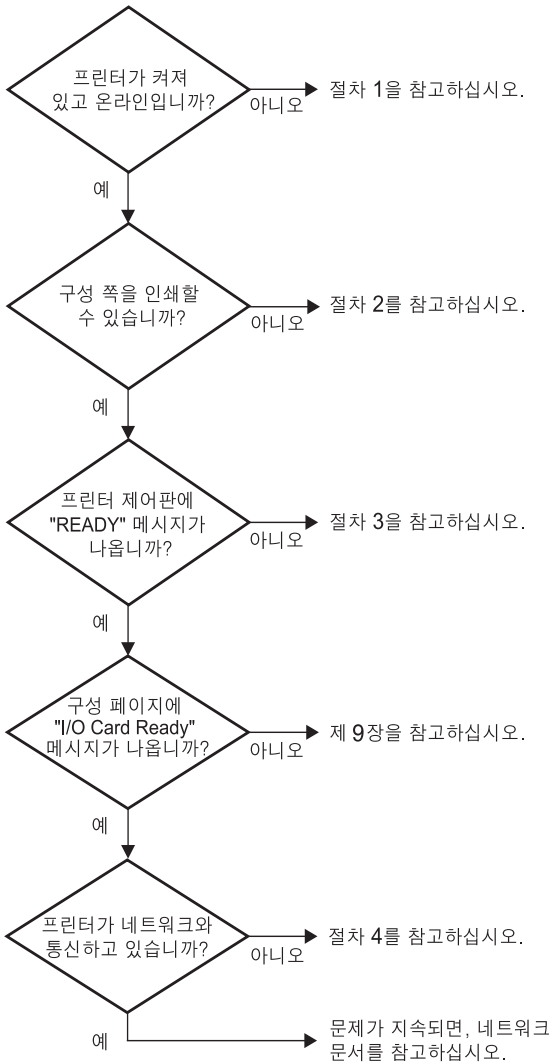 프린터가 켜져
있고 온라인입니까?
아니오
절차 1을 참고하십시오.
예
구성 쪽을 인쇄할
수 있습니까?
아니오
절차 2를 참고하십시오.
예
프린터 제어판에
"READY" 메시지가
나옵니까?
아니오
절차 3을 참고하십시오.
예
구성 페이지에
"I/O Card Ready"
메시지가 나옵니까?
아니오
제 9장을 참고하십시오.
예
프린터가 네트워크와
통신하고 있습니까?
아니오
절차 4를 참고하십시오.
예
문제가 지속되면, 네트워크
문서를 참고하십시오.